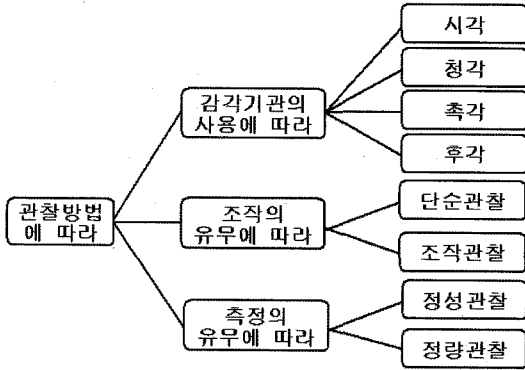 시각
청각
감각기관의
사용에 따라
촉각
후각
관찰방법
에 따라
조작의
유무에 따라
단순관찰
조작관찰
측정의
유무에 따라
정성관찰
정량관찰